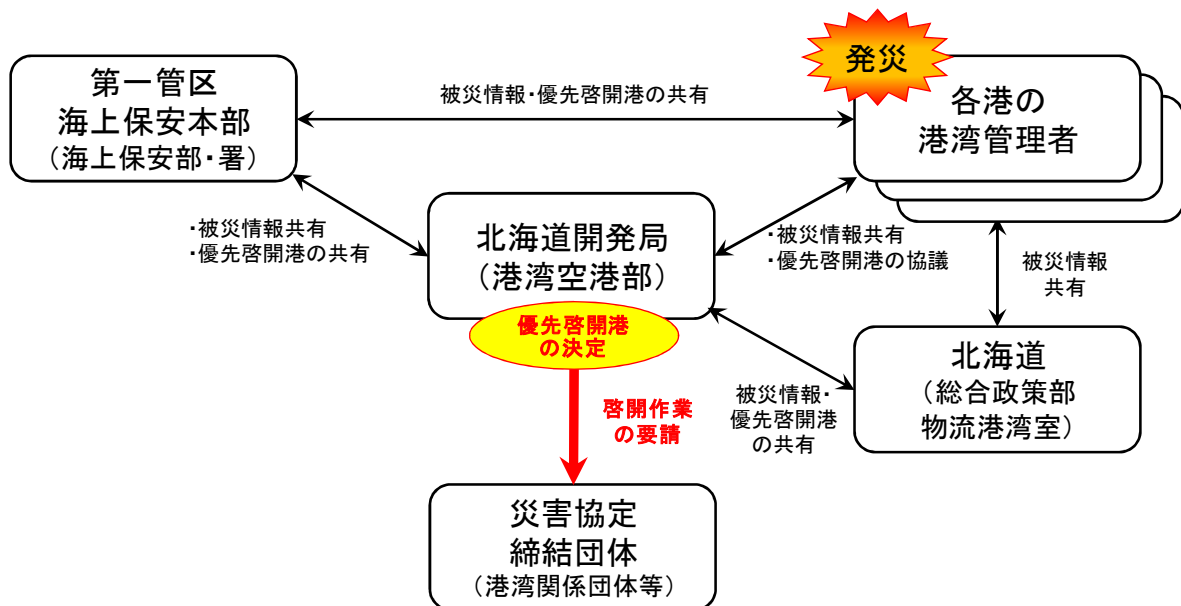 発災
第一管区
海上保安本部
（海上保安部・署）
被災情報・優先啓開港の共有
各港の
港湾管理者
・被災情報共有
・優先啓開港の共有
北海道開発局
（港湾空港部）
・被災情報共有
・優先啓開港の協議
被災情報
共有
優先啓開港
の決定
北海道
（総合政策部
物流港湾室）
啓開作業
の要請
被災情報・
優先啓開港
の共有
災害協定
締結団体
（港湾関係団体等）